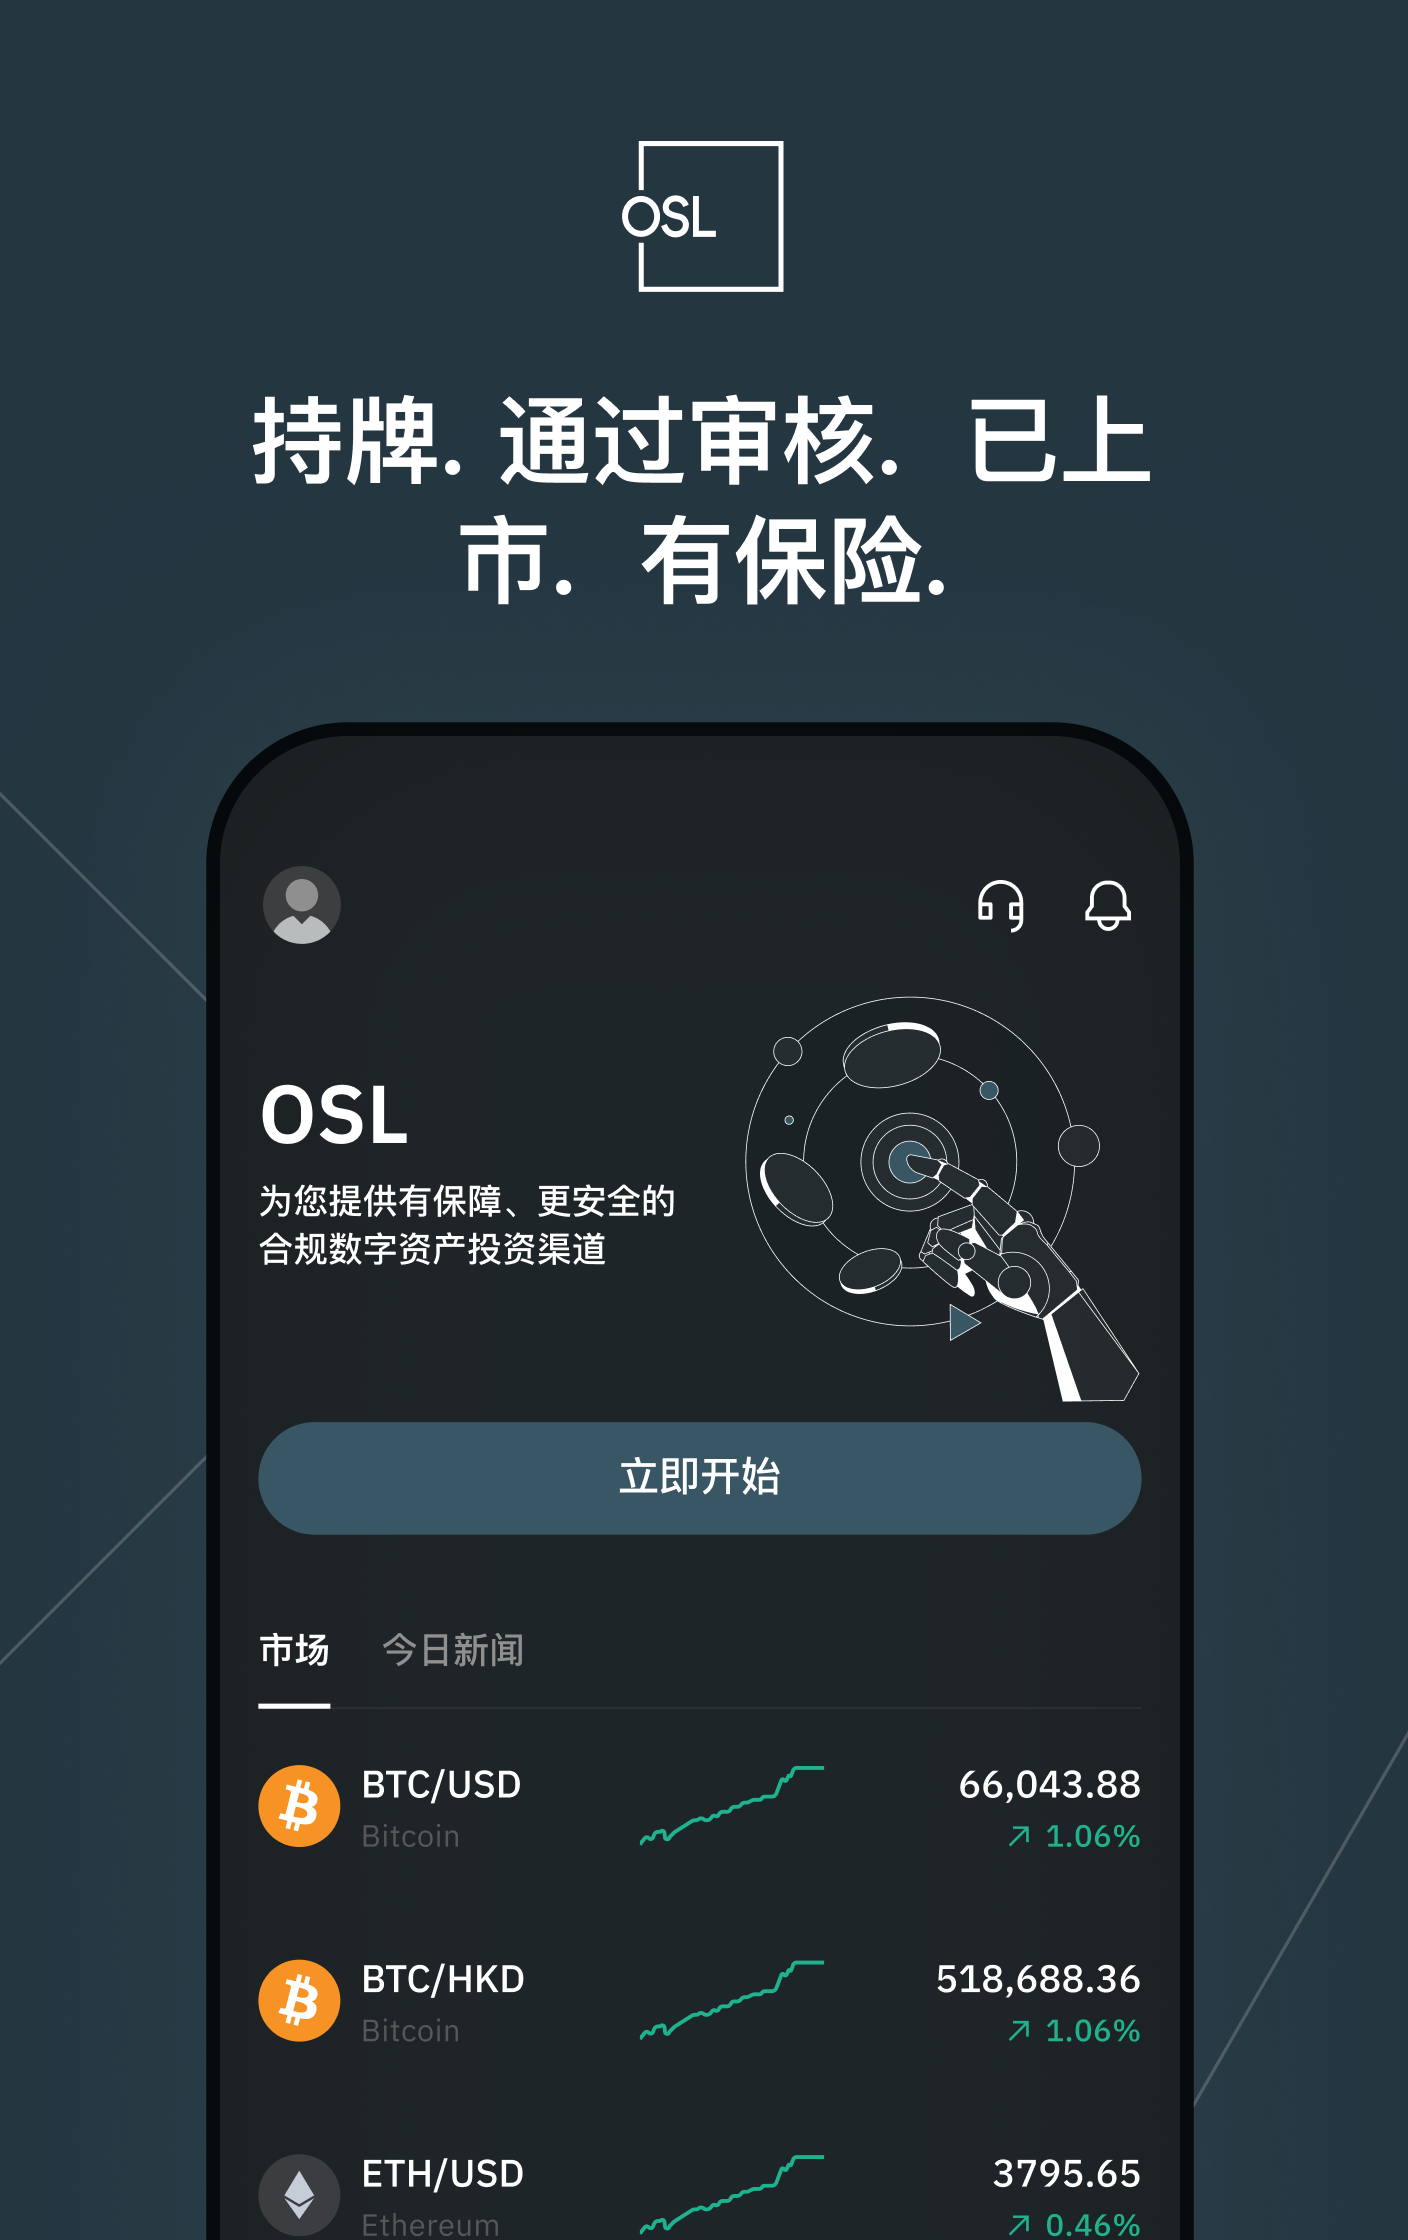 OSL
持牌. 通过审核. 已上
市. 有保险.
OSL
为您提供有保障、更安全的
合规数字资产投资渠道
立即开始
市场 今日新闻
BTC/USD 66,043.88
Bitcoin 1.06%
BTC/HKD 518,688.36
Bitcoin 1.06%
ETH/USD 3795.65
Ethereum 0.46%